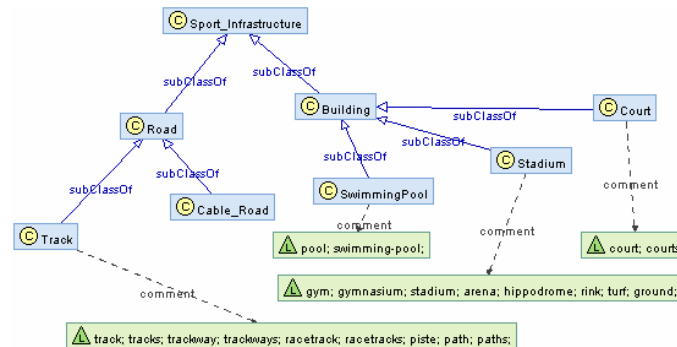 Sport_Infrastructure
subClassOf
subClassOf
Building
subClassOf
Court
Road
subClassOf
Stadium
subClassOf
subClassOf
subClassOf
SwimmingPool
Cable_Road
comment
comment
comment
Track
pool; swimming-pool;
court; courts
comment
gym; gymnasium; stadium; arena; hippodrome; rink; turf; ground;
track; tracks; trackway; trackways; racetrack; racetracks; piste; path; paths;